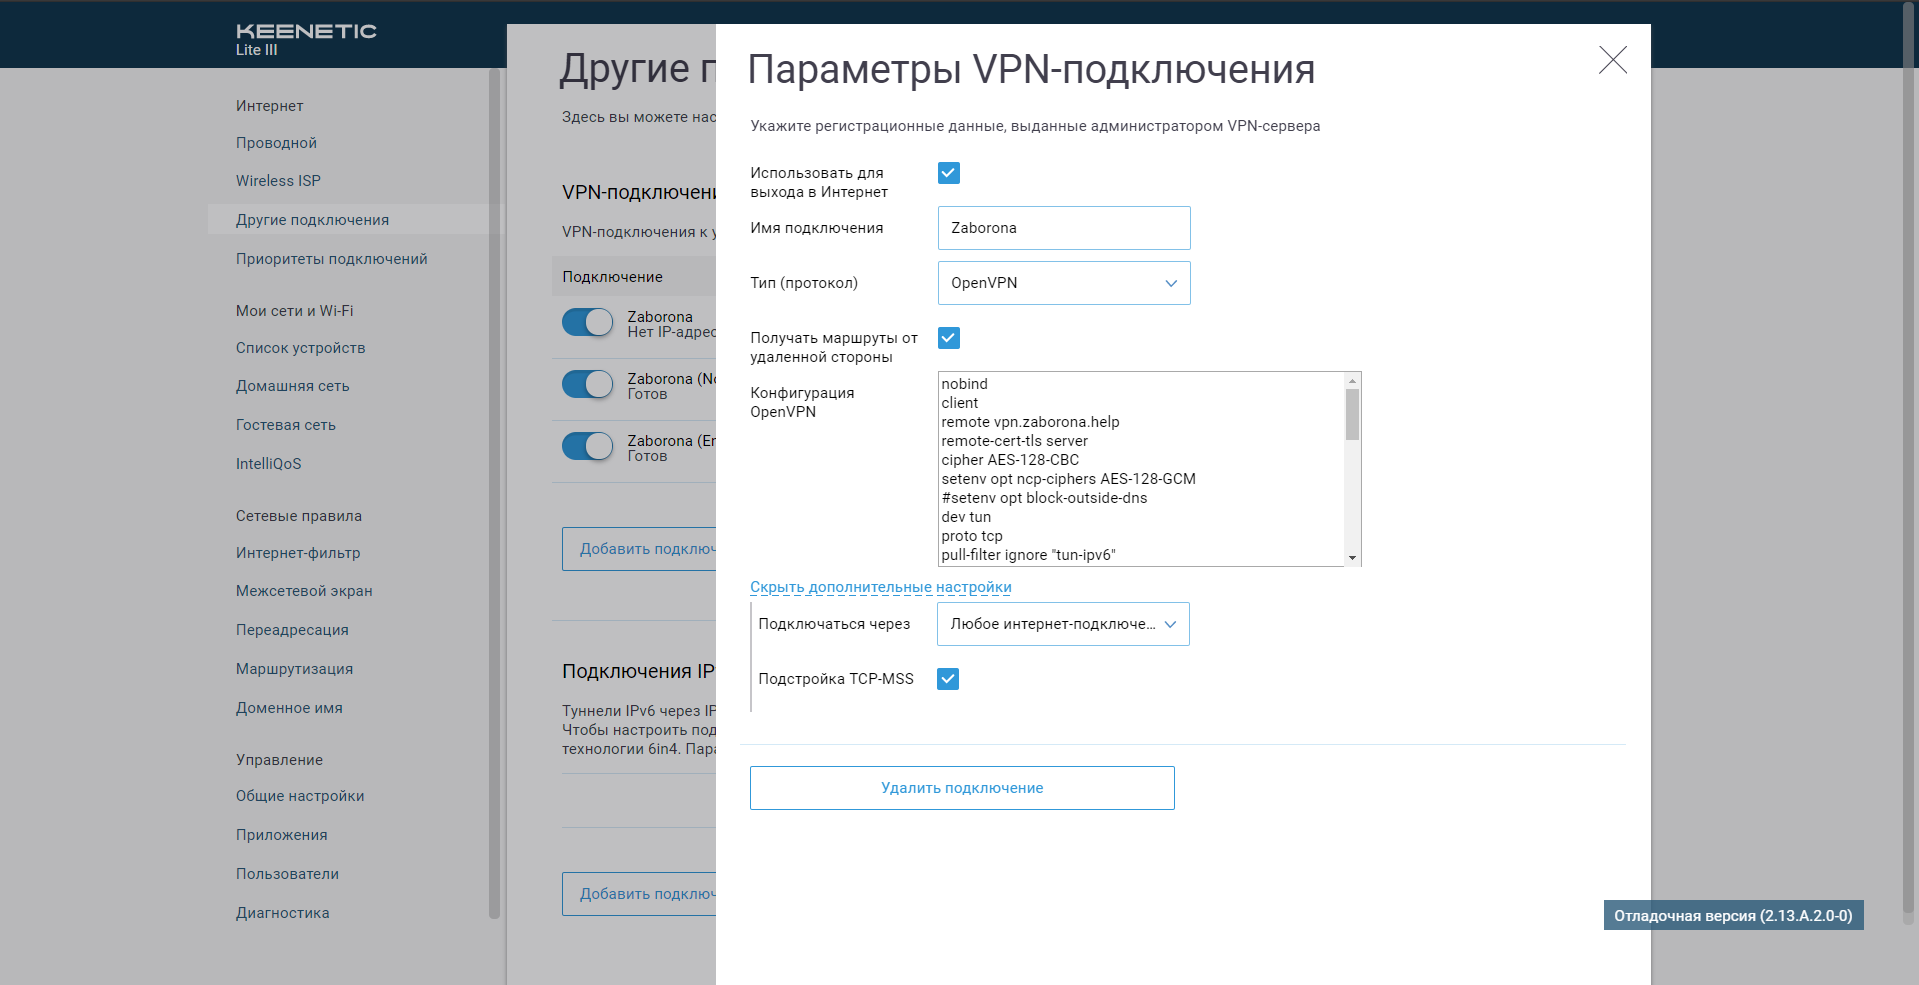 KEENETIC
Lite III
Интернет
Проводной
Wireless ISP
Другие подключения
Приоритеты подключений
Мои сети и Wi-Fi
Список устройств
Домашняя сеть
Гостевая сеть
IntelliQoS
Сетевые правила
Интернет-фильтр
Межсетевой экран
Переадресация
Маршрутизация
Доменное имя
Управление
Общие настройки
Приложения
Пользователи
Диагностика
Другие п
Здесь вы можете нас
VPN-подключени
VPN-подключения к у
Подключение
Zaborona
Нет IP-адрес
Zaborona (No
Готов
Zaborona (En
Готов
Добавить подключ
Подключения IP
Туннели IPv6 через IP
Чтобы настроить под
технологии 6in4. Пара
Добавить подключ
Параметры VPN-подключения
Укажите регистрационные данные, выданные администратором VPN-сервера
Использовать для
выхода в Интернет
Имя подключения
Zaborona
Тип (протокол)
OpenVPN
Получать маршруты от
удаленной стороны
Конфигурация
OpenVPN
nobind
client
remote vpn.zaborona.help
remote-cert-tls server
cipher AES-128-CBC
setenv opt ncp-ciphers AES-128-GCM
#setenv opt block-outside-dns
dev tun
proto tcp
pull-filter ignore "tun-ipv6"
Скрыть дополнительные настройки
Подключаться через
Любое интернет-подключе...
Подстройка TCP-MSS
Удалить подключение
Отладочная версия (2.13.A.2.0-0)